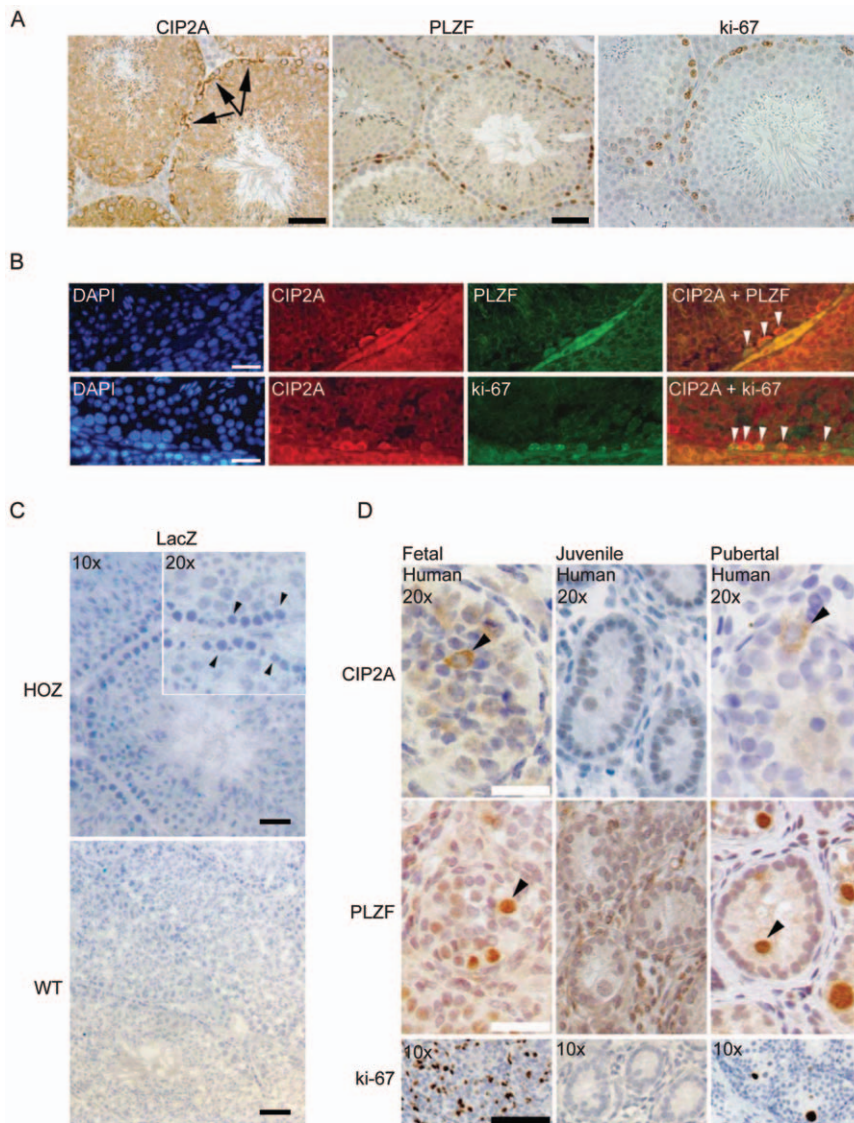 A
CIP2A PLZF ki-67
B
DAPI CIP2A PLZF CIP2A + PLZF
DAPI CIP2A ki-67 CIP2A + ki-67
C
LacZ
10x 20x
HOZ
WT
D
Fetal Human 20x
Juvenile Human
Pubertal Human 20x
CIP2A
PLZF
ki-67
10x 10x 10x